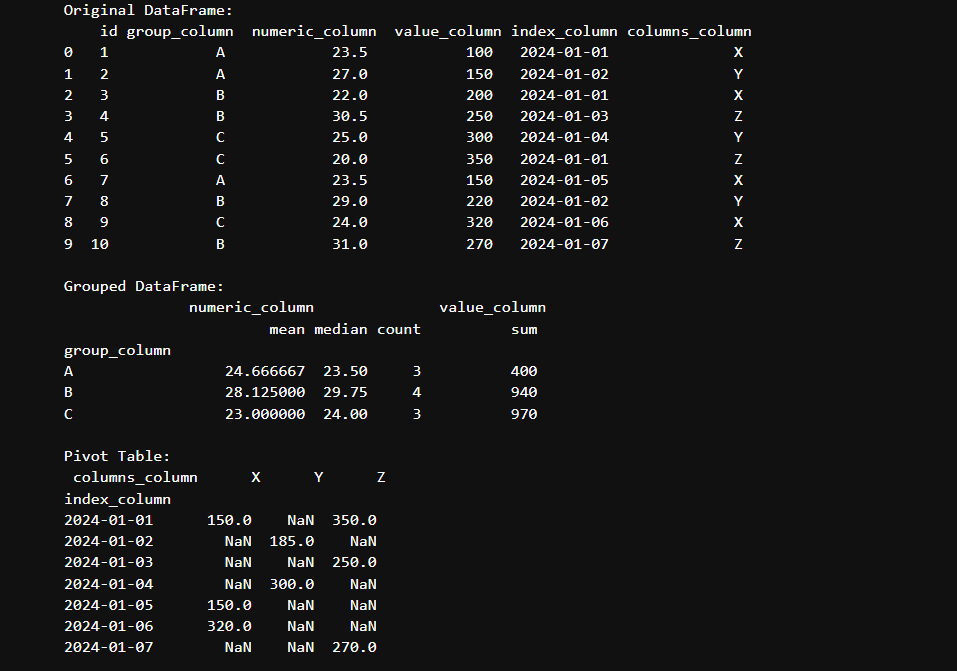 Original DataFrame:
id group_column numeric_column value_column index_column columns_column
0 1 A 23.5 100 2024-01-01 X
1 2 A 27.0 150 2024-01-02 Y
2 3 B 22.0 200 2024-01-01 X
3 4 B 30.5 250 2024-01-03 Z
4 5 C 25.0 300 2024-01-04 Y
5 6 C 20.0 350 2024-01-01 Z
6 7 A 23.5 150 2024-01-05 X
7 8 B 29.0 220 2024-01-02 Y
8 9 C 24.0 320 2024-01-06 X
9 10 B 31.0 270 2024-01-07 Z
Grouped DataFrame:
numeric_column value_column
mean median count sum
group_column
A 24.666667 23.50 3 400
B 28.125000 29.75 4 940
C 23.000000 24.00 3 970
Pivot Table:
columns_column X Y Z
index_column
2024-01-01 150.0 NaN 350.0
2024-01-02 NaN 185.0 NaN
2024-01-03 NaN NaN 250.0
2024-01-04 NaN 300.0 NaN
2024-01-05 150.0 NaN NaN
2024-01-06 320.0 NaN NaN
2024-01-07 NaN NaN 270.0